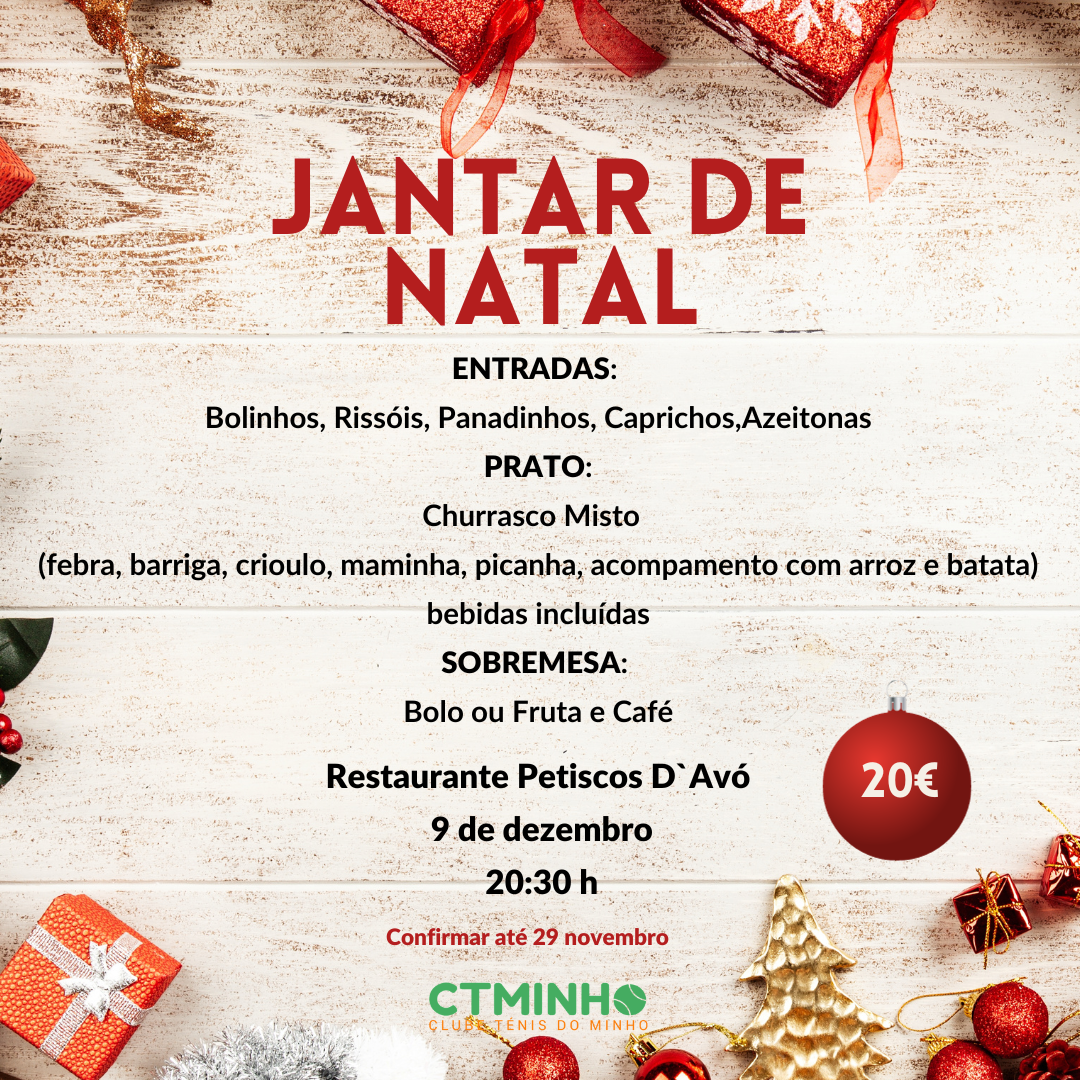 JANTAR DE
NATAL
ENTRADAS:
Bolinhos, Rissóis, Panadinhos, Caprichos,Azeitonas
PRATO:
Churrasco Misto
(febra, barriga, crioulo, maminha, picanha, acompamento com arroz e batata)
bebidas incluídas
SOBREMESA:
Bolo ou Fruta e Café
Restaurante Petiscos D`Avó
20€
9 de dezembro
20:30 h
Confirmar até 29 novembro
CTMINHO
CLUBE TÉNIS DO MINHO